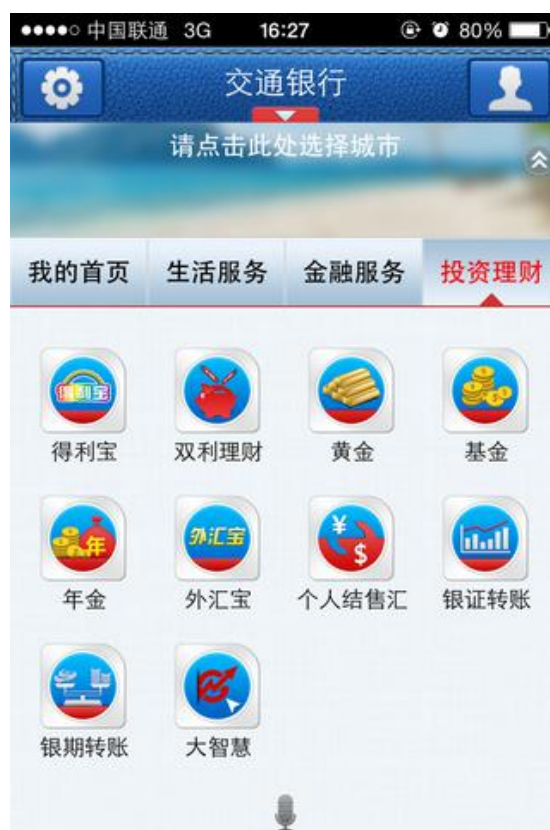 中国联通 3G 16:27 80%
交通银行
请点击此处选择城市
我的首页 生活服务 金融服务 投资理财
得利宝
得利宝 双利理财 黄金 基金
年 外汇宝 ¥ $
年金 外汇宝 个人结售汇 银证转账
银期转账 大智慧